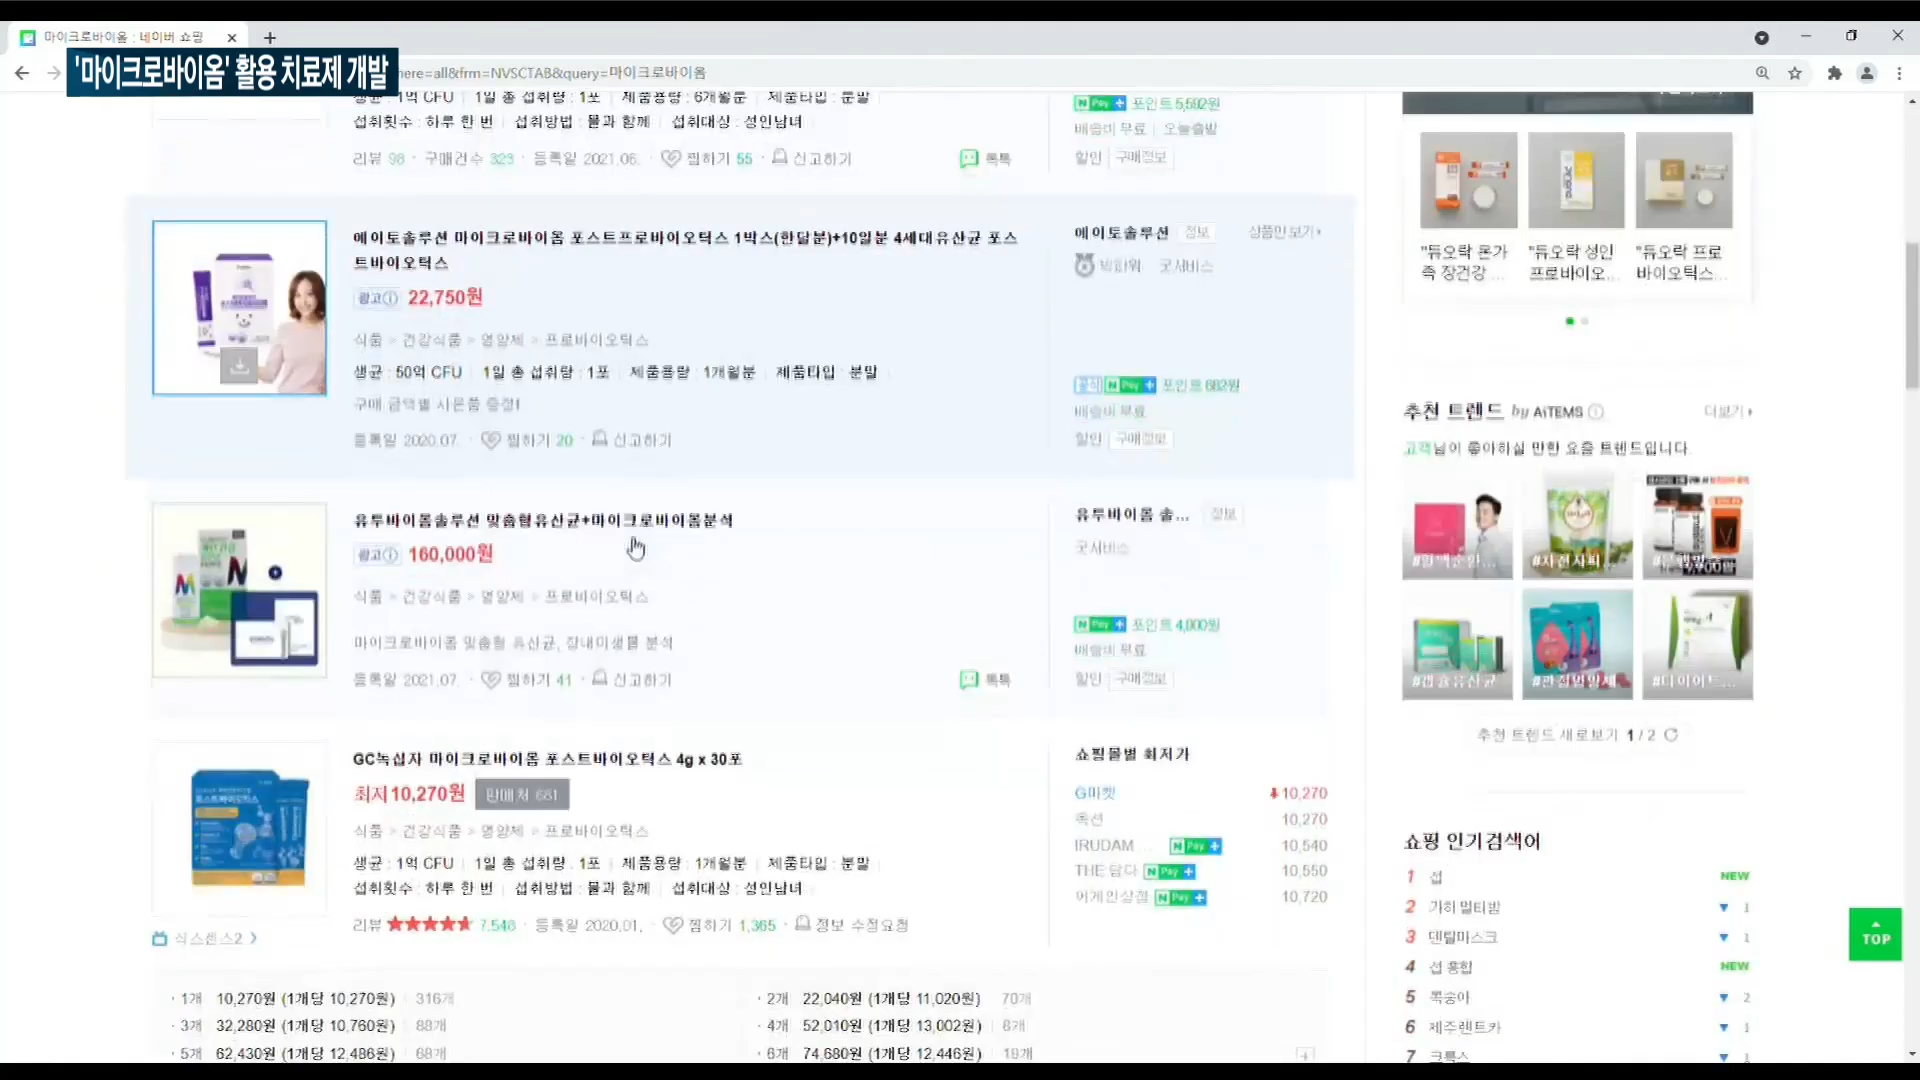 마이크로바이옴 : 네이버 쇼핑
'마이크로바이옴' 활용 치료제 개발
here=all&frm=NVSCTAB&query=마이크로바이옴
생균 : 1억 CFU 1일 총 섭취량 : 1포 제품용량 : 6개월분 제품타입 : 분말
섭취횟수 : 하루 한 번 섭취방법 : 물과 함께 섭취대상 : 성인남녀
리뷰 98 · 구매건수 323 · 등록일 2021.06. · 찜하기 55 · 신고하기 톡톡
N Pay + 포인트 5,592원
배송비 무료 오늘출발
할인 구매정보
에이토솔루션 마이크로바이옴 포스트프로바이오틱스 1박스(한달분)+10일분 4세대유산균 포스
트바이오틱스
광고 22,750원
식품 > 건강식품 > 영양제 > 프로바이오틱스
생균 : 50억 CFU 1일 총 섭취량 : 1포 제품용량 : 1개월분 제품타입 : 분말
구매 금액별 사은품 증정!
등록일 2020.07. · 찜하기 20 · 신고하기
에이토솔루션 정보 상품만 보기
빅파워 굿서비스
공식 N Pay + 포인트 682원
배송비 무료
할인 구매정보
유투바이옴솔루션 맞춤형유산균+마이크로바이옴분석
광고 160,000원
식품 > 건강식품 > 영양제 > 프로바이오틱스
마이크로바이옴 맞춤형 유산균, 장내미생물 분석
등록일 2021.07. · 찜하기 41 · 신고하기 톡톡
유투바이옴 솔... 정보
굿서비스
N Pay + 포인트 4,000원
배송비 무료
할인 구매정보
GC녹십자 마이크로바이옴 포스트바이오틱스 4g x 30포
최저 10,270원 판매처 661
식품 > 건강식품 > 영양제 > 프로바이오틱스
생균 : 1억 CFU 1일 총 섭취량 : 1포 제품용량 : 1개월분 제품타입 : 분말
섭취횟수 : 하루 한 번 섭취방법 : 물과 함께 섭취대상 : 성인남녀
리뷰 7,548 · 등록일 2020.01. · 찜하기 1,365 · 정보 수정요청
식스센스2
쇼핑몰별 최저가
G마켓 10,270
옥션 10,270
IRUDAM N Pay + 10,540
THE 담다 N Pay + 10,550
어게인상점 N Pay + 10,720
· 1개 10,270원 (1개당 10,270원) 316개
· 2개 22,040원 (1개당 11,020원) 70개
· 3개 32,280원 (1개당 10,760원) 88개
· 4개 52,010원 (1개당 13,002원) 8개
· 5개 62,430원 (1개당 12,486원) 68개
· 6개 74,680원 (1개당 12,446원) 18개
"듀오락 온가
족 장건강 ...
"듀오락 성인
프로바이오...
"듀오락 프로
바이오틱스...
추천 트렌드 by AiTEMS 더보기
고객님이 좋아하실 만한 요즘 트렌드입니다.
#차전자피...
#캡슐유산균
#관절영양제
#다이어트...
추천 트렌드 새로보기 1 / 2
쇼핑 인기검색어
1 섭 NEW
2 가히 멀티밤 1
3 덴탈마스크 1
4 섭 홍합 NEW
5 복숭아 2
6 제주렌트카 1
7 크록스 1
TOP